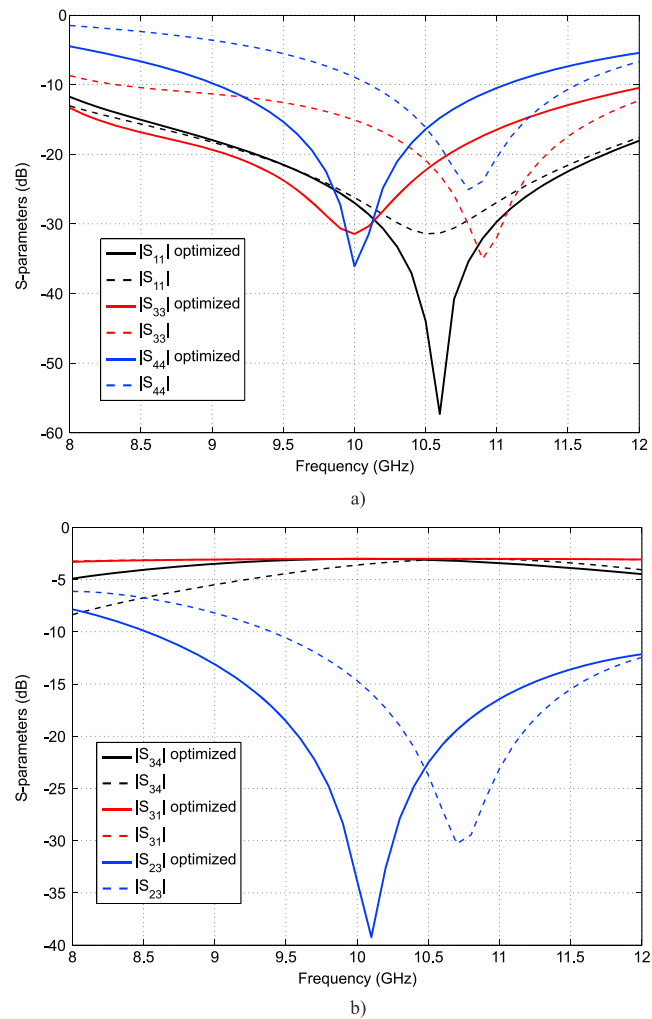 0
-10
-20
-30
-40
-50
-60
S-parameters (dB)
|S11| optimized
|S11|
|S33| optimized
|S33|
|S44| optimized
|S44|
8 8.5 9 9.5 10 10.5 11 11.5 12
Frequency (GHz)
a)
0
-5
-10
-15
-20
-25
-30
-35
-40
S-parameters (dB)
|S34| optimized
|S34|
|S31| optimized
|S31|
|S23| optimized
|S23|
8 8.5 9 9.5 10 10.5 11 11.5 12
Frequency (GHz)
b)